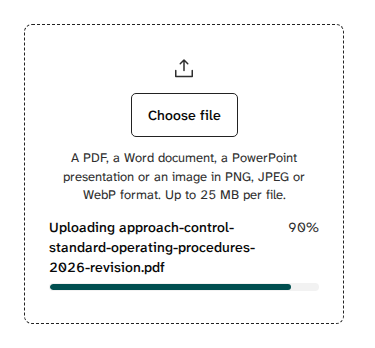 Choose file
A PDF, a Word document, a PowerPoint
presentation or an image in PNG, JPEG or
WebP format. Up to 25 MB per file.
Uploading approach-control- 90%
standard-operating-procedures-
2026-revision.pdf